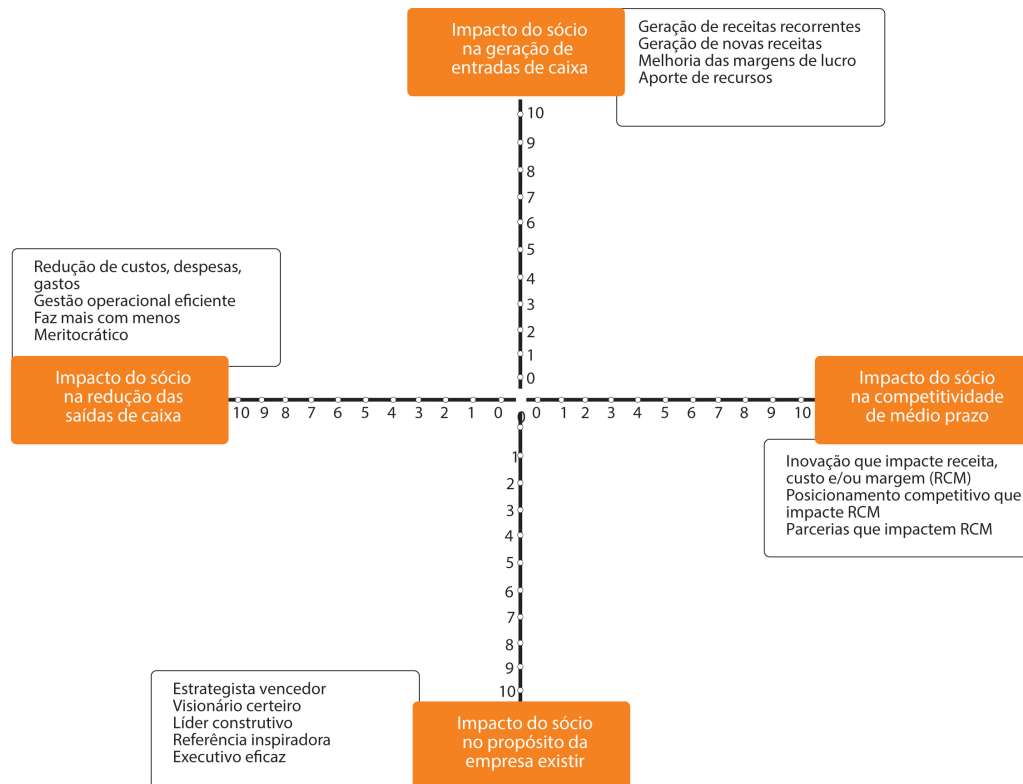 Impacto do sócio
na geração de
entradas de caixa
Geração de receitas recorrentes
Geração de novas receitas
Melhoria das margens de lucro
Aporte de recursos
10
9
8
7
6
5
4
3
2
1
0
Redução de custos, despesas,
gastos
Gestão operacional eficiente
Faz mais com menos
Meritocrático
Impacto do sócio
na redução das
saídas de caixa
10 9 8 7 6 5 4 3 2 1 0
0 1 2 3 4 5 6 7 8 9 10
Impacto do sócio
na competitividade
de médio prazo
Inovação que impacte receita,
custo e/ou margem (RCM)
Posicionamento competitivo que
impacte RCM
Parcerias que impactem RCM
0
1
2
3
4
5
6
7
8
9
10
Estrategista vencedor
Visionário certeiro
Líder construtivo
Referência inspiradora
Executivo eficaz
Impacto do sócio
no propósito da
empresa existir